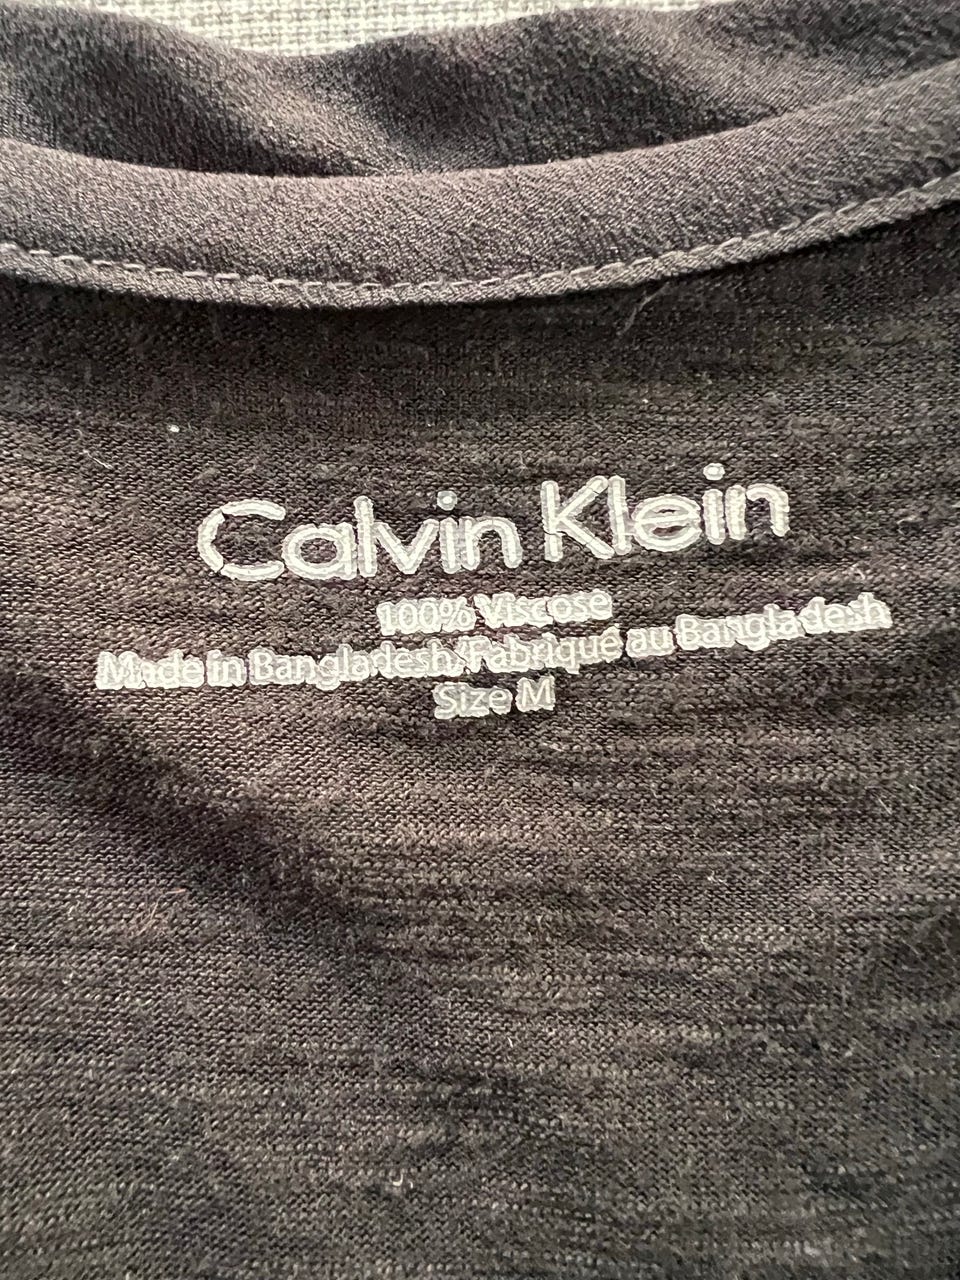 Calvin Klein
100% Viscose
Made in Bangladesh/Fabriqué au Bangladesh
Size M